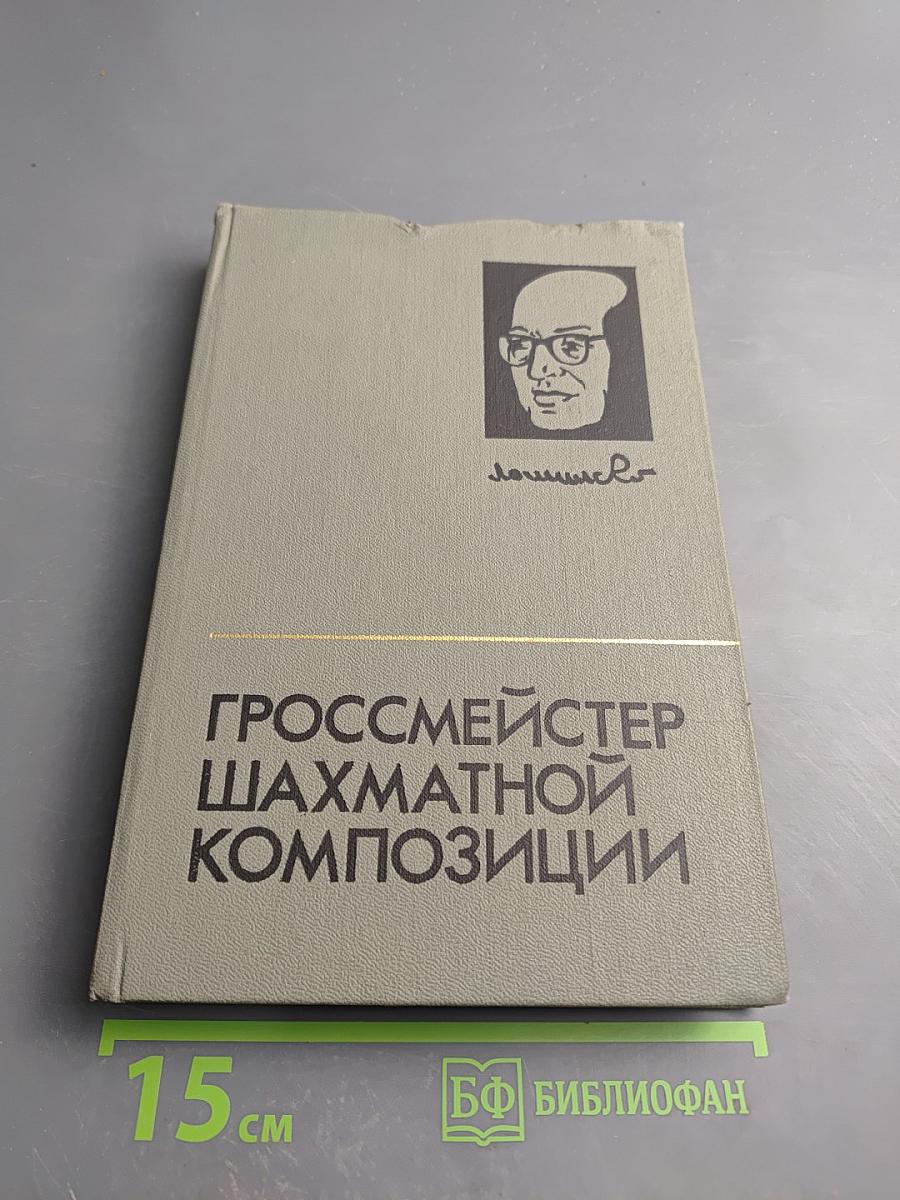 ГРОССМЕЙСТЕР
ШАХМАТНОЙ
КОМПОЗИЦИИ
15 см
БФ БИБЛИОФАН